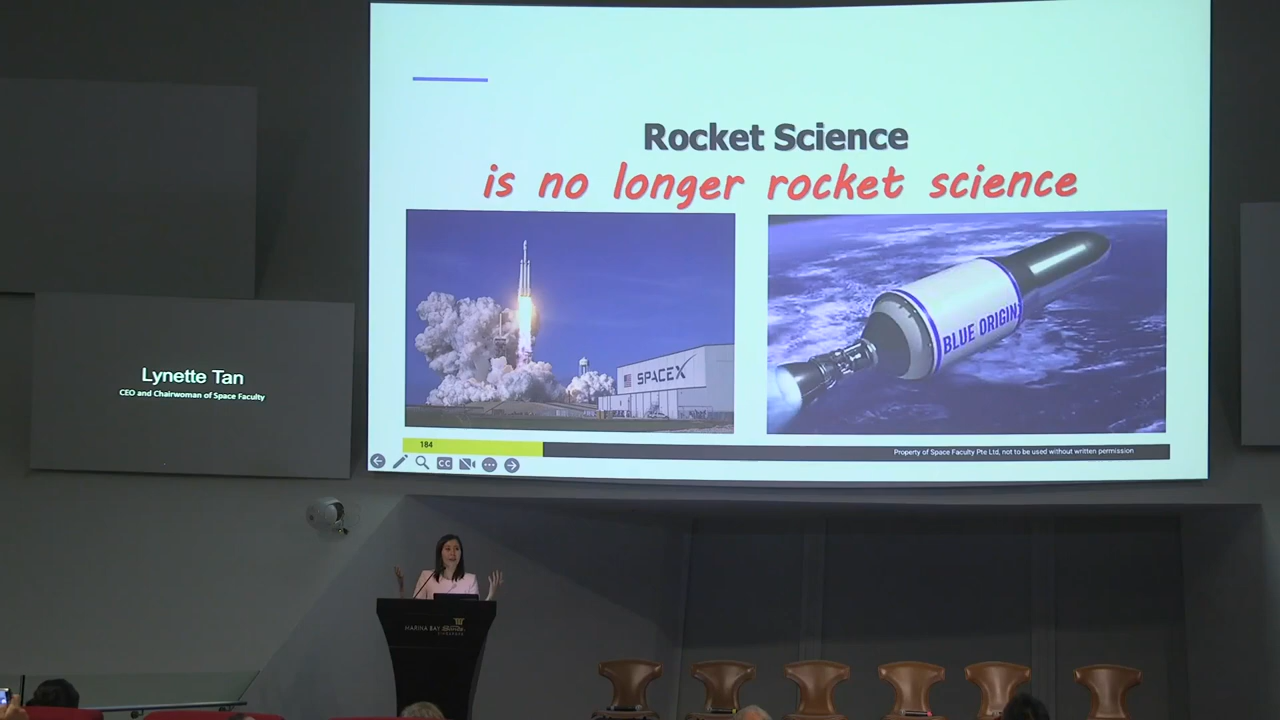 Rocket Science
is no longer rocket science
SPACEX
BLUE ORIGIN
184
Property of Space Faculty Pte Ltd, not to be used without written permission
CC
Lynette Tan
CEO and Chairwoman of Space Faculty
MARINA BAY Sands